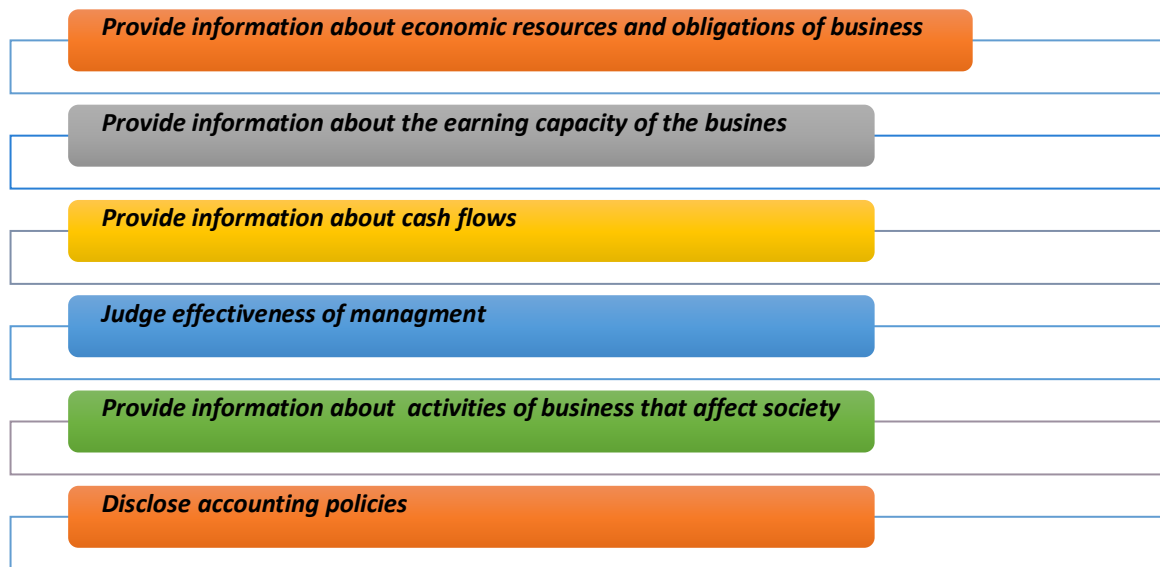 Provide information about economic resources and obligations of business
Provide information about the earning capacity of the busines
Provide information about cash flows
Judge effectiveness of managment
Provide information about  activities of business that affect society
Disclose accounting policies